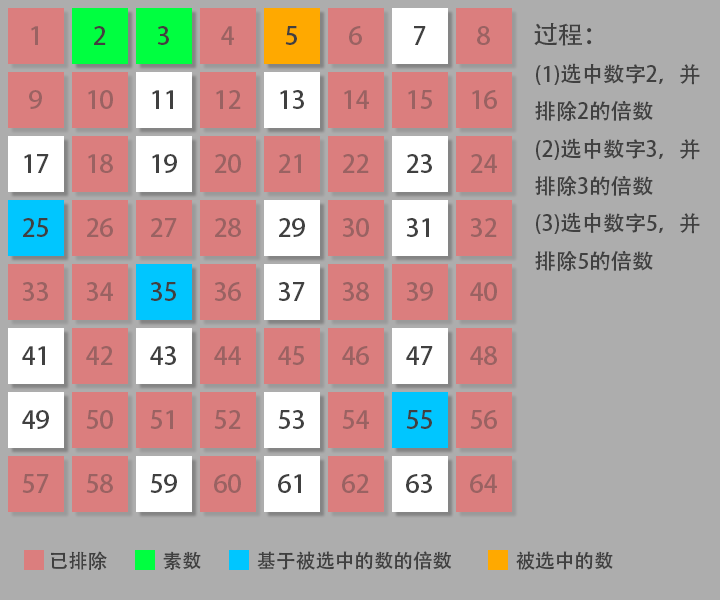 1 2 3 4 5 6 7 8
9 10 11 12 13 14 15 16
17 18 19 20 21 22 23 24
25 26 27 28 29 30 31 32
33 34 35 36 37 38 39 40
41 42 43 44 45 46 47 48
49 50 51 52 53 54 55 56
57 58 59 60 61 62 63 64
过程：
(1)选中数字2，并
排除2的倍数
(2)选中数字3，并
排除3的倍数
(3)选中数字5，并
排除5的倍数
已排除 素数 基于被选中的数的倍数 被选中的数